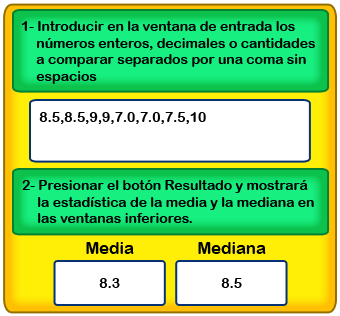 1- Introducir en la ventana de entrada los
números enteros, decimales o cantidades
a comparar separados por una coma sin
espacios
8.5,8.5,9,9,7.0,7.0,7.5,10
2- Presionar el botón Resultado y mostrará
la estadística de la media y la mediana en
las ventanas inferiores.
Media Mediana
8.3 8.5